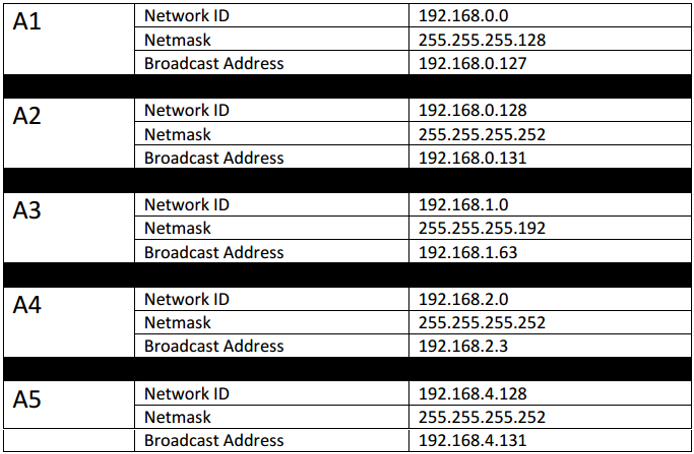 A1 Network ID 192.168.0.0
Netmask 255.255.255.128
Broadcast Address 192.168.0.127
A2 Network ID 192.168.0.128
Netmask 255.255.255.252
Broadcast Address 192.168.0.131
A3 Network ID 192.168.1.0
Netmask 255.255.255.192
Broadcast Address 192.168.1.63
A4 Network ID 192.168.2.0
Netmask 255.255.255.252
Broadcast Address 192.168.2.3
A5 Network ID 192.168.4.128
Netmask 255.255.255.252
Broadcast Address 192.168.4.131